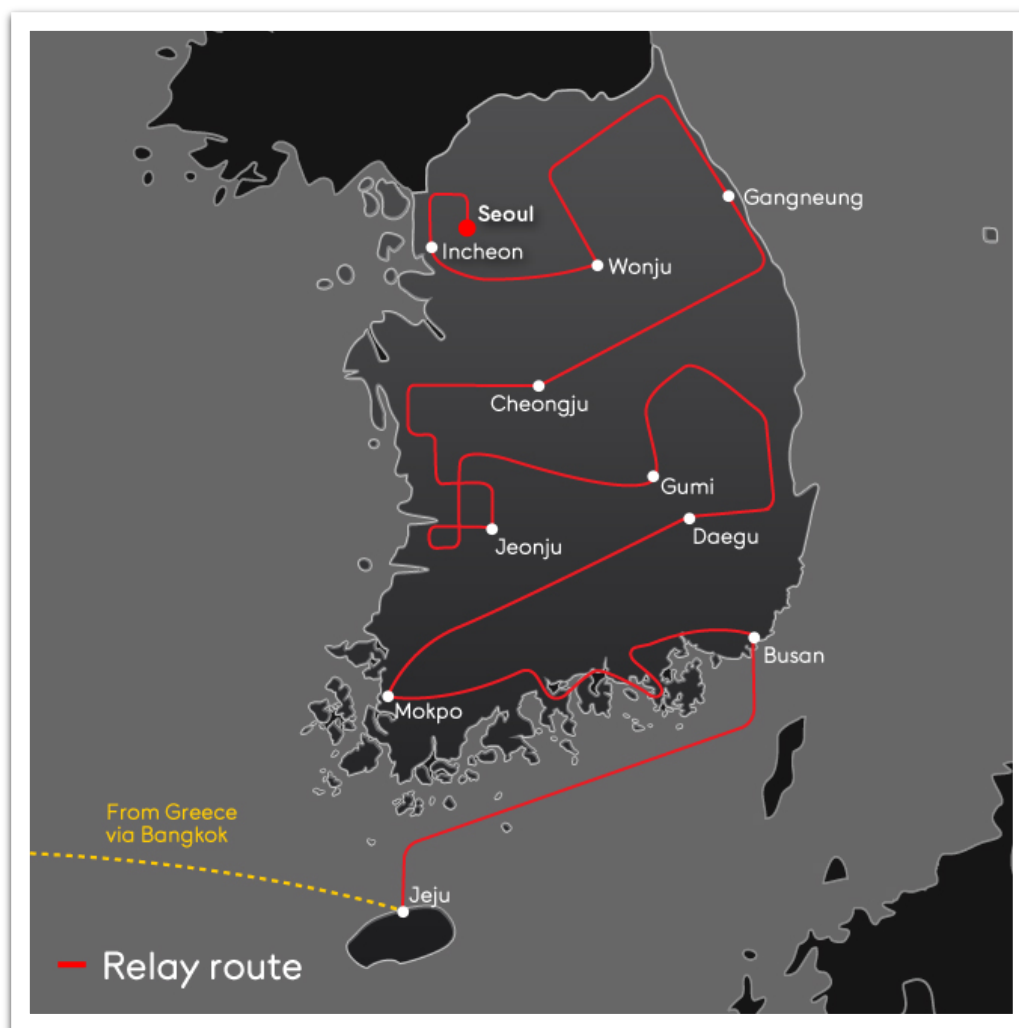 Seoul
Gangneung
Incheon
Wonju
Cheongju
Gumi
Daegu
Jeonju
Busan
Mokpo
From Greece
via Bangkok
Jeju
Relay route